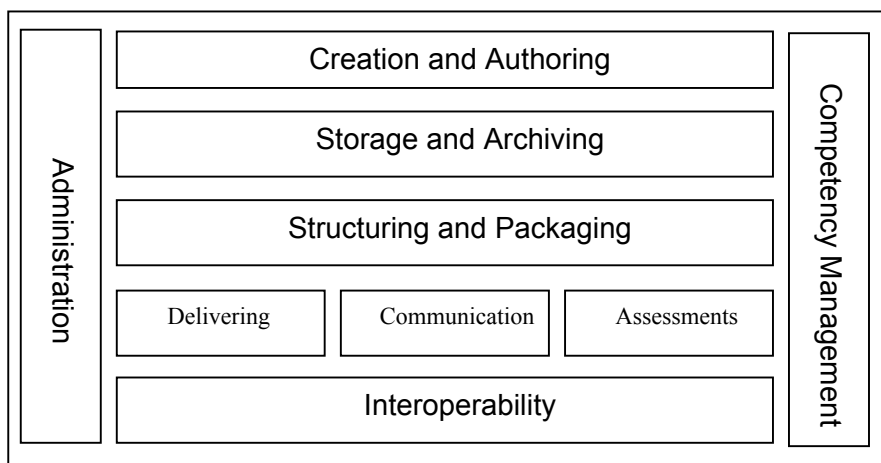 Administration
Creation and Authoring
Storage and Archiving
Structuring and Packaging
Delivering
Communication
Assessments
Interoperability
Competency Management